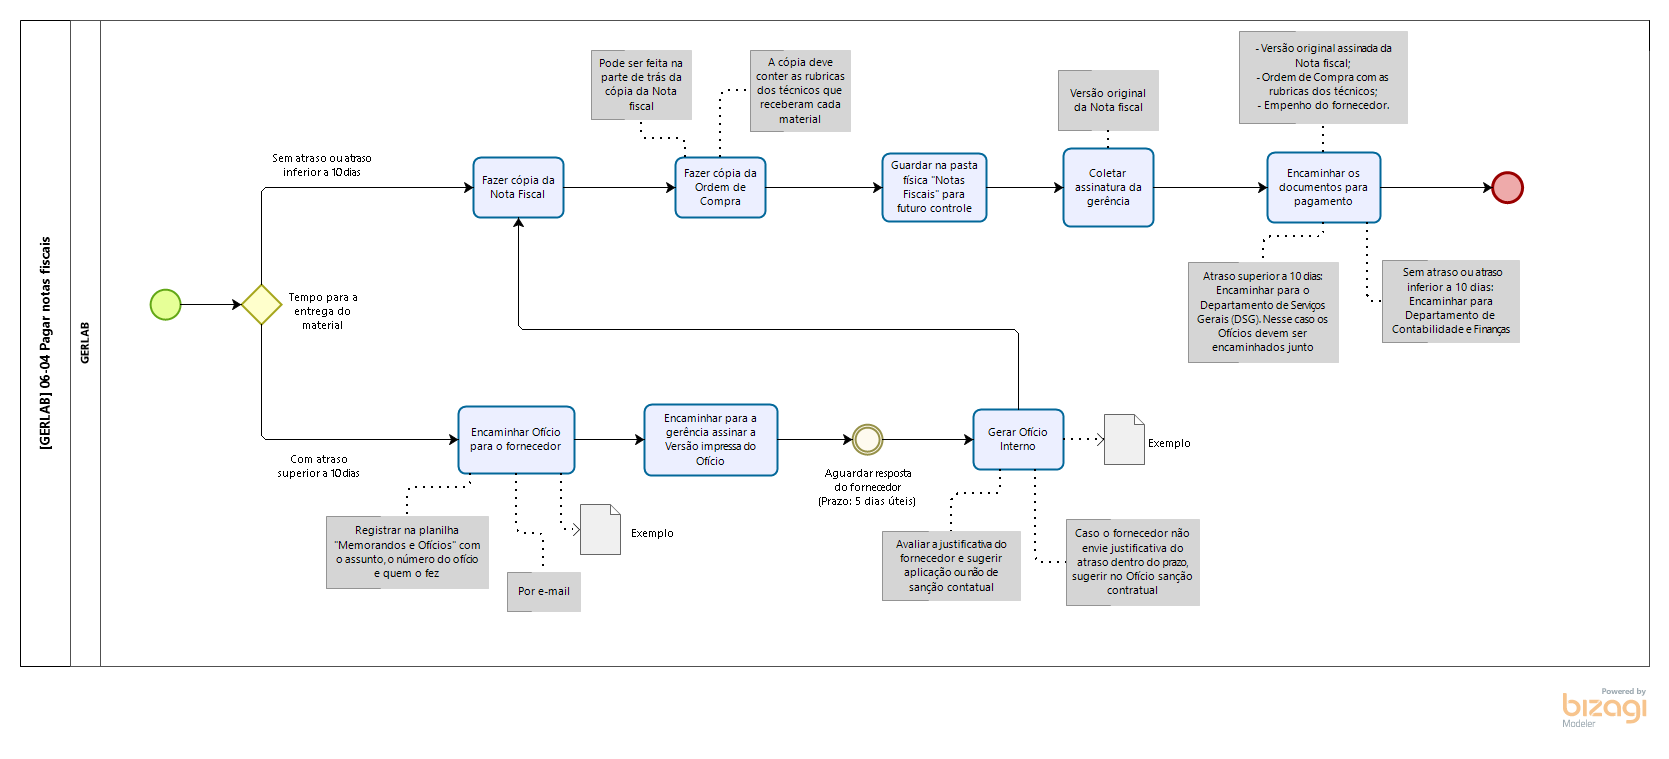 [GERLAB] 06-04 Pagar notas fiscais
GERLAB
Pode ser feita na
parte de trás da
cópia da Nota
fiscal
A cópia deve
conter as rubricas
dos técnicos que
receberam cada
material
Versão original
da Nota fiscal
- Versão original assinada da
Nota fiscal;
- Ordem de Compra com as
rubricas dos técnicos;
- Empenho do fornecedor.
Sem atraso ou atraso
inferior a 10 dias
Fazer cópia da
Nota Fiscal
Fazer cópia da
Ordem de
Compra
Guardar na pasta
física "Notas
Fiscais" para
futuro controle
Coletar
assinatura da
gerência
Encaminhar os
documentos para
pagamento
Tempo para a
entrega do
material
Atraso superior a 10 dias:
Encaminhar para o
Departamento de Serviços
Gerais (DSG). Nesse caso os
Ofícios devem ser
encaminhados junto
Sem atraso ou atraso
inferior a 10 dias:
Encaminhar para
Departamento de
Contabilidade e Finanças
Com atraso
superior a 10 dias
Encaminhar Ofício
para o fornecedor
Encaminhar para a
gerência assinar a
Versão impressa do
Ofício
Aguardar resposta
do fornecedor
(Prazo: 5 dias úteis)
Gerar Ofício
Interno
Exemplo
Registrar na planilha
"Memorandos e Ofícios" com
o assunto, o número do ofício
e quem o fez
Por e-mail
Exemplo
Avaliar a justificativa do
fornecedor e sugerir
aplicação ou não de
sanção contatual
Caso o fornecedor não
envie justificativa do
atraso dentro do prazo,
sugerir no Ofício sanção
contratual
Powered by
bizagi
Modeler